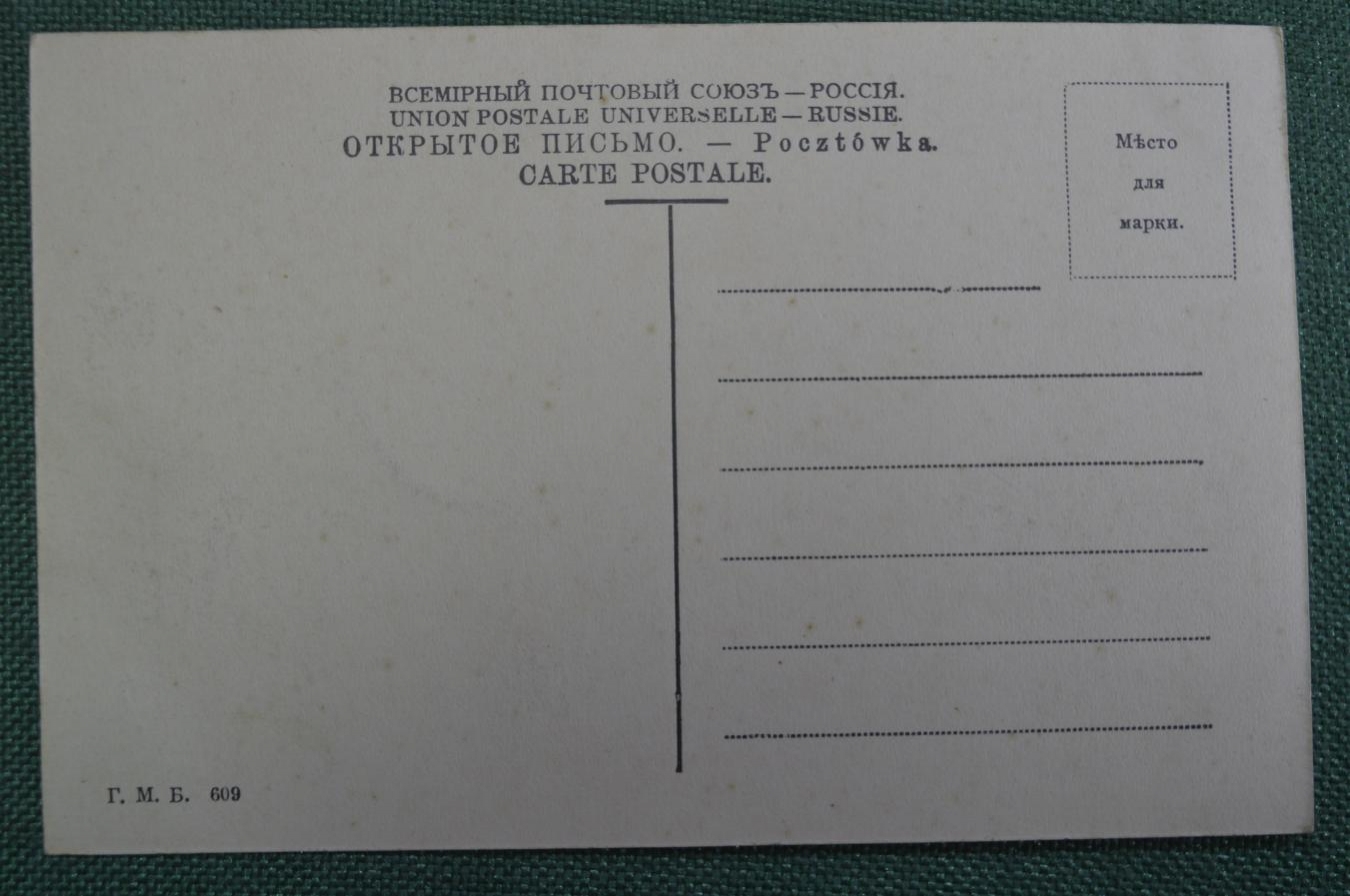 ВСЕМІРНЫЙ ПОЧТОВЫЙ СОЮЗЪ — РОССІЯ.
UNION POSTALE UNIVERSELLE — RUSSIE.
ОТКРЫТОЕ ПИСЬМО. — Pocztówka.
CARTE POSTALE.
Мѣсто
для
марки.
Г. М. Б. 609